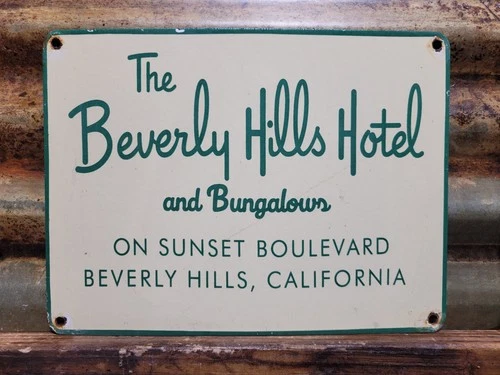 The
Beverly Hills Hotel
and Bungalows
ON SUNSET BOULEVARD
BEVERLY HILLS, CALIFORNIA